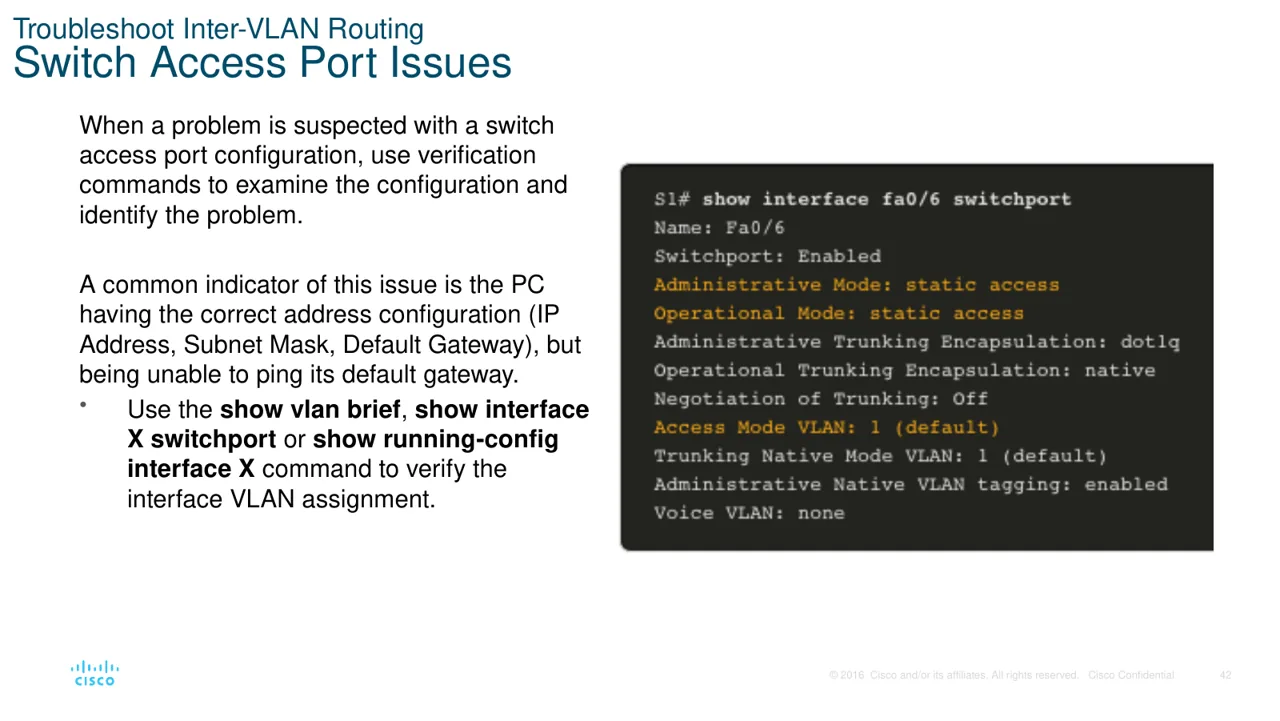 Troubleshoot Inter-VLAN Routing
Switch Access Port Issues
When a problem is suspected with a switch
access port configuration, use verification
commands to examine the configuration and
identify the problem.
A common indicator of this issue is the PC
having the correct address configuration (IP
Address, Subnet Mask, Default Gateway), but
being unable to ping its default gateway.
• Use the show vlan brief, show interface
X switchport or show running-config
interface X command to verify the
interface VLAN assignment.
S1# show interface fa0/6 switchport
Name: Fa0/6
Switchport: Enabled
Administrative Mode: static access
Operational Mode: static access
Administrative Trunking Encapsulation: dot1q
Operational Trunking Encapsulation: native
Negotiation of Trunking: Off
Access Mode VLAN: 1 (default)
Trunking Native Mode VLAN: 1 (default)
Administrative Native VLAN tagging: enabled
Voice VLAN: none
CISCO
© 2016 Cisco and/or its affiliates. All rights reserved. Cisco Confidential 42